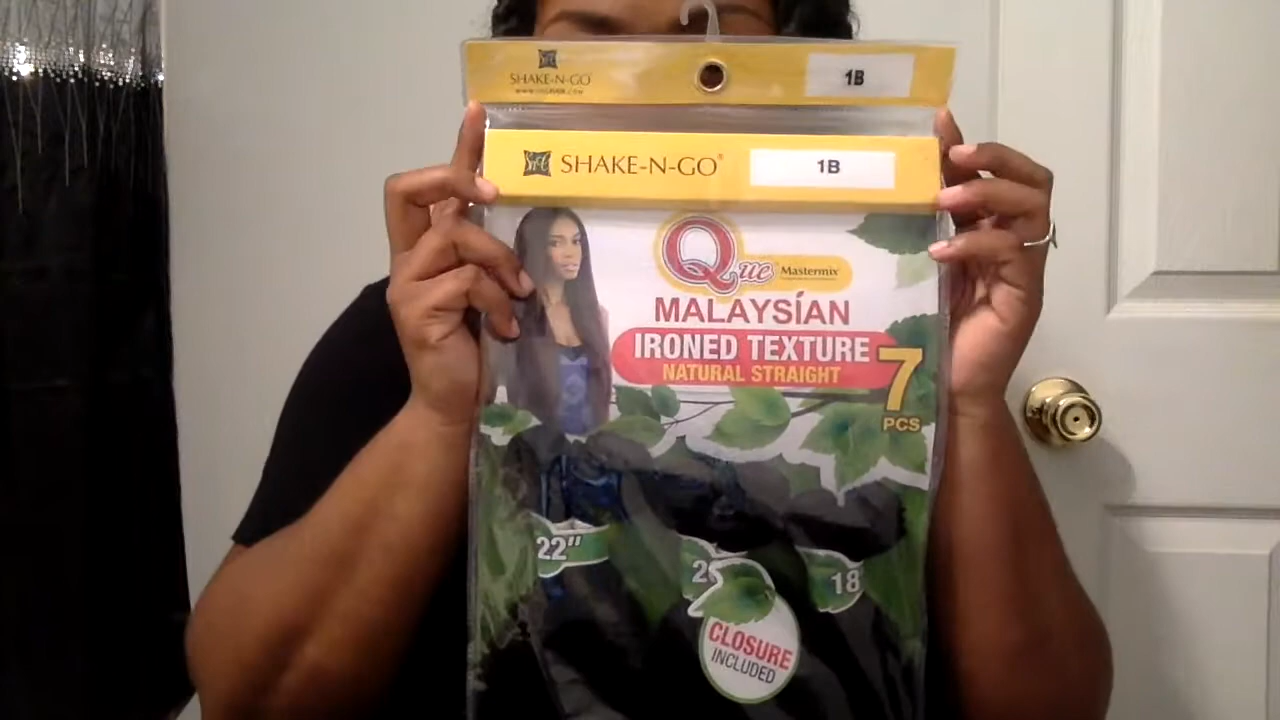 SHAKE-N-GO
1B
SHAKE-N-GO®
1B
Que Mastermix
MALAYSÍAN
IRONED TEXTURE
NATURAL STRAIGHT
7
PCS
22"
18
CLOSURE
INCLUDED